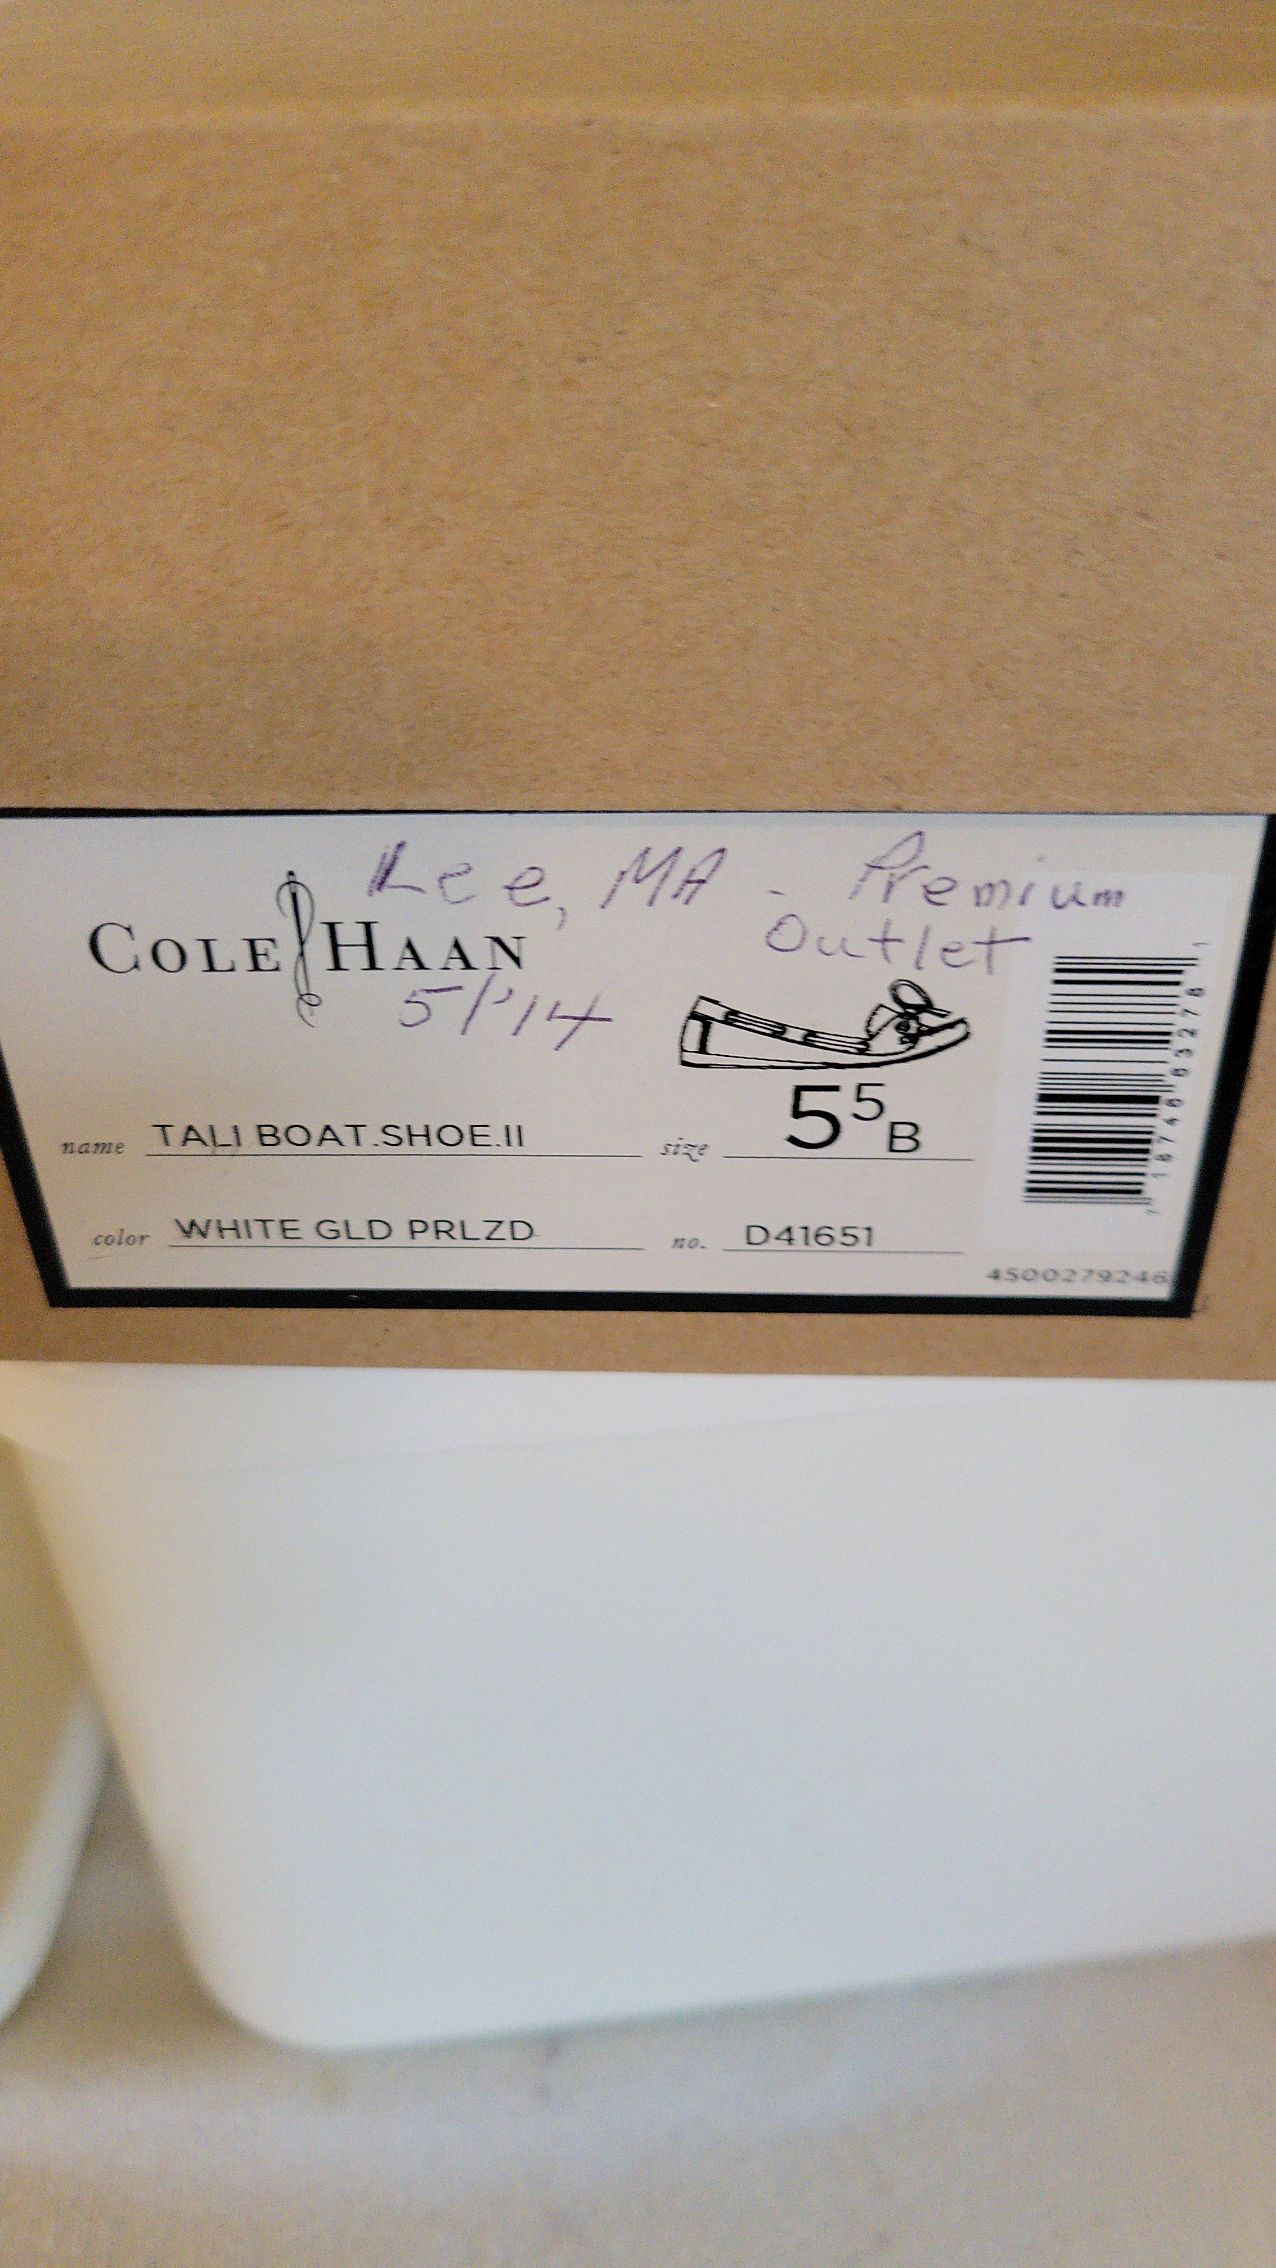 Lee, MA - Premium
Outlet
COLE HAAN
5/'14
name TALI BOAT.SHOE.II
size 5 5 B
color WHITE GLD PRLZD
no. D41651
4500279246